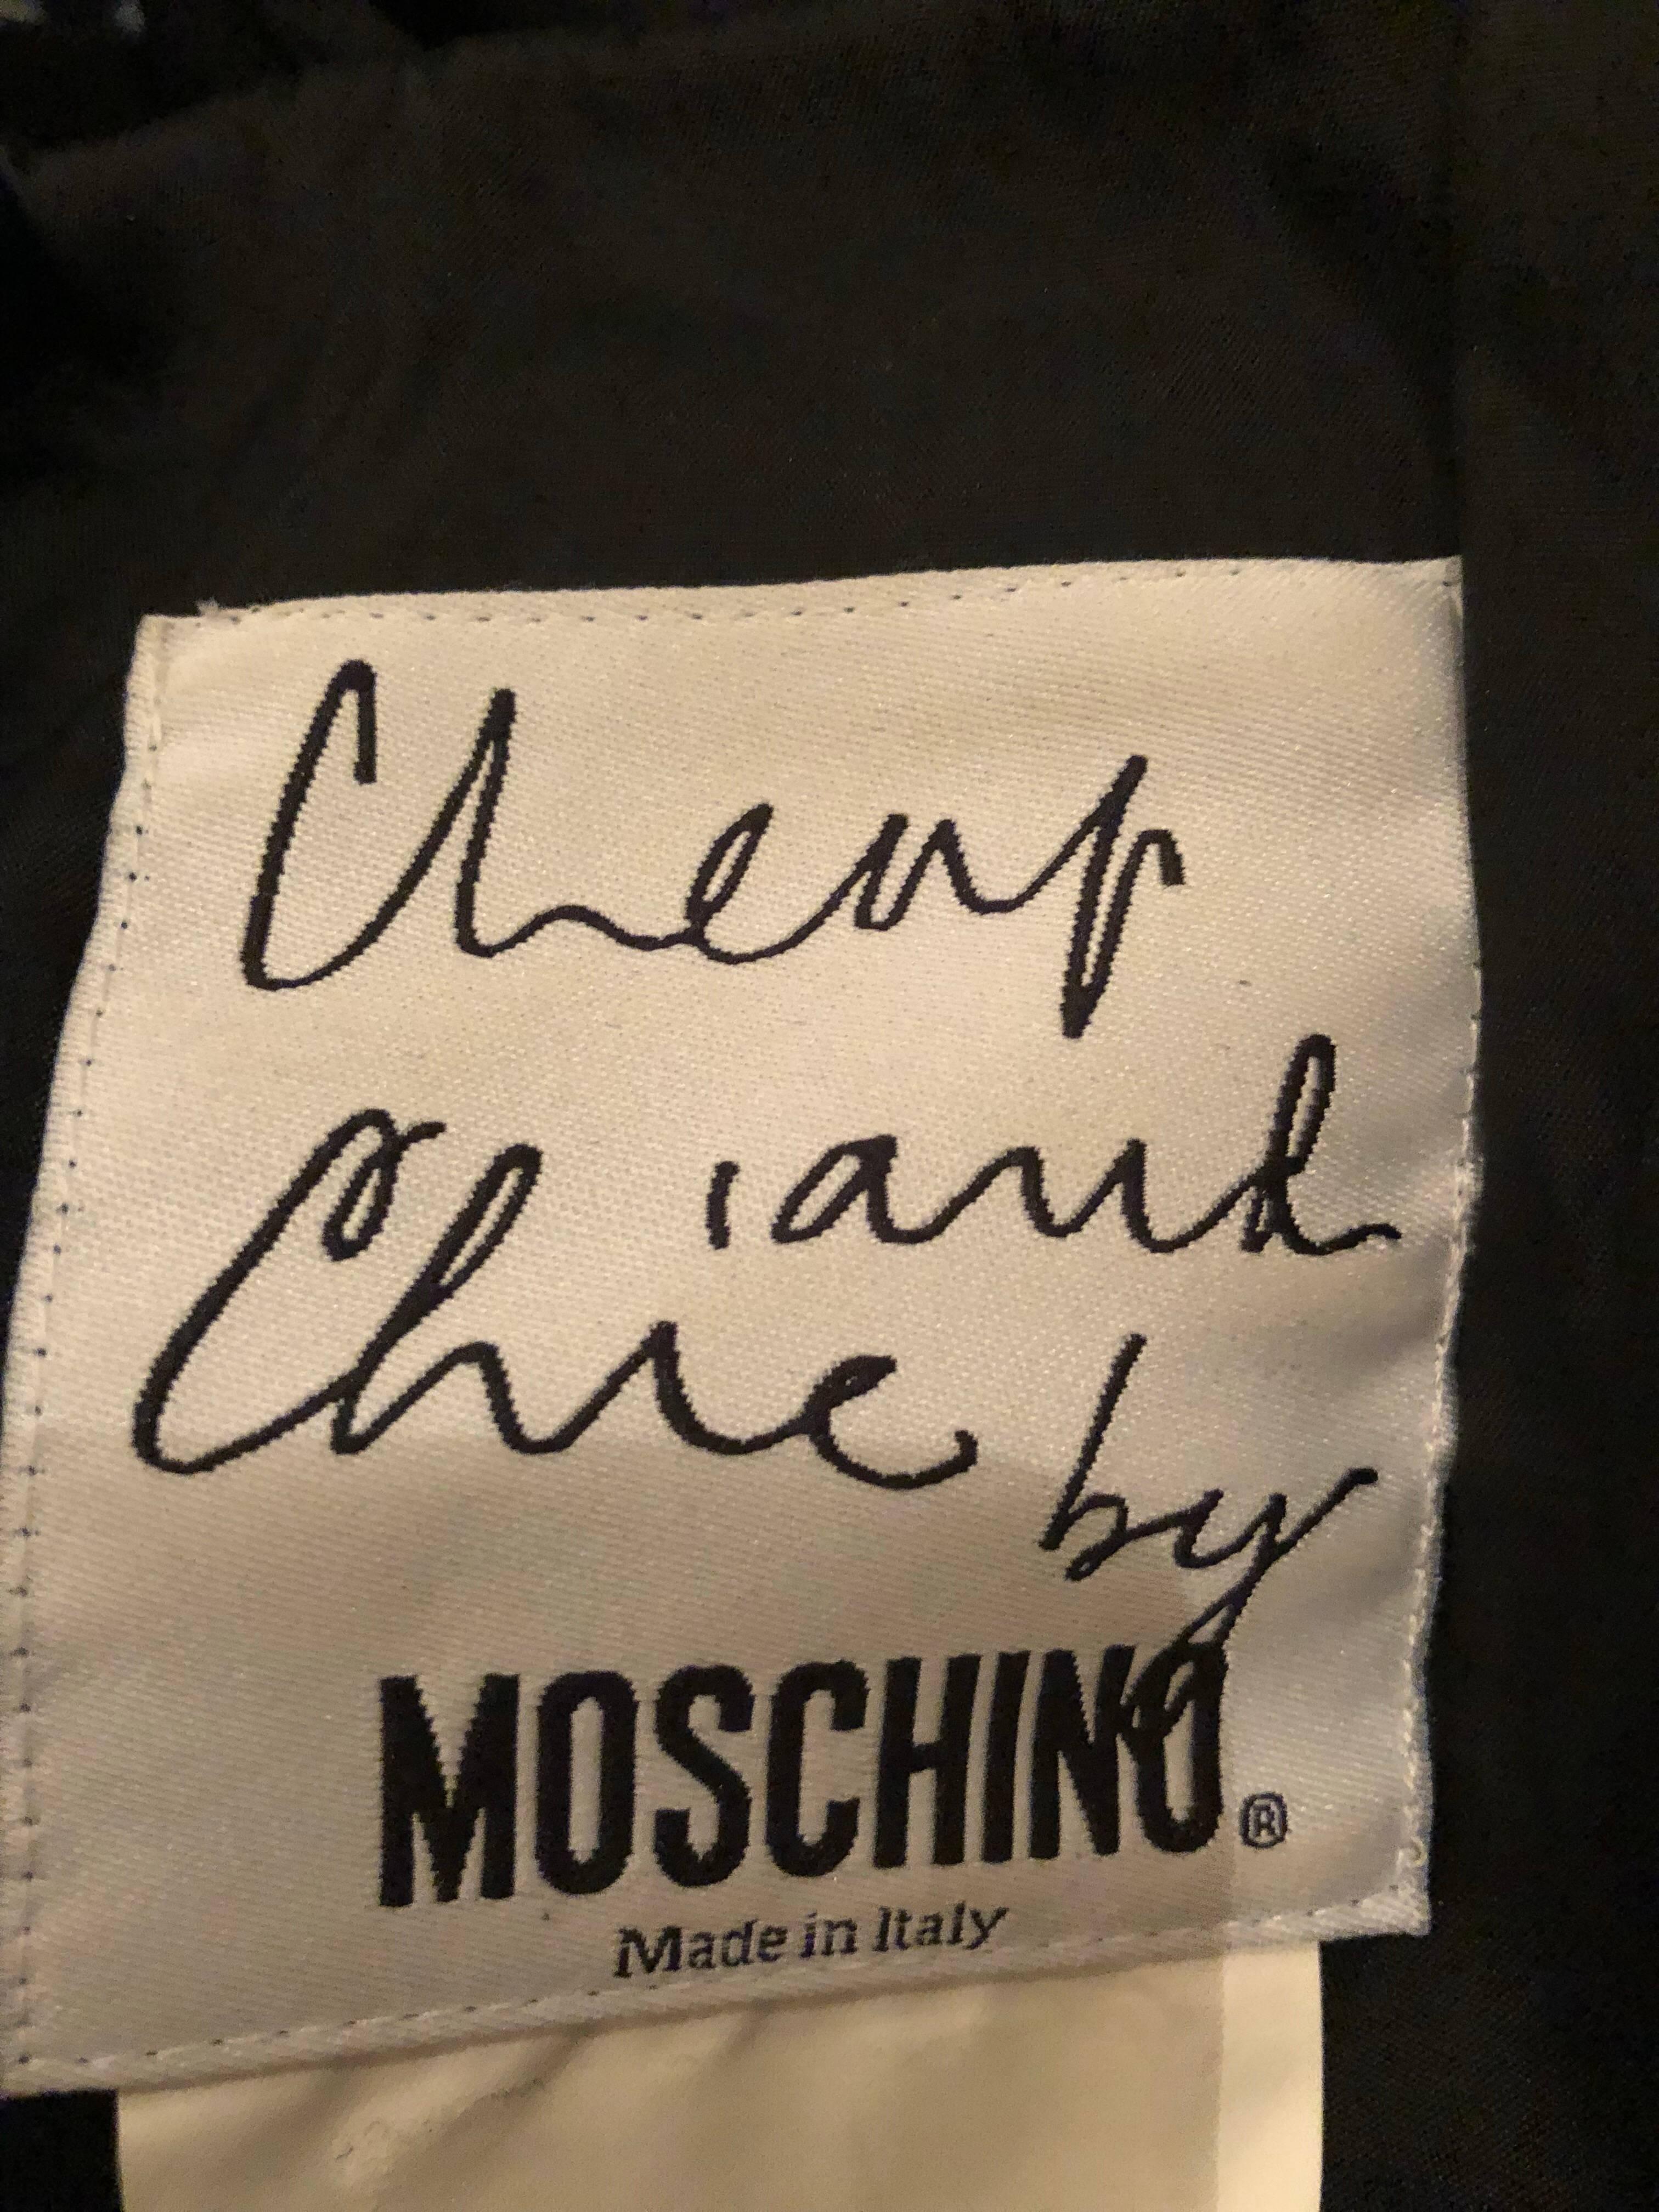 Cheap
and
Chic by
MOSCHINO®
Made in Italy